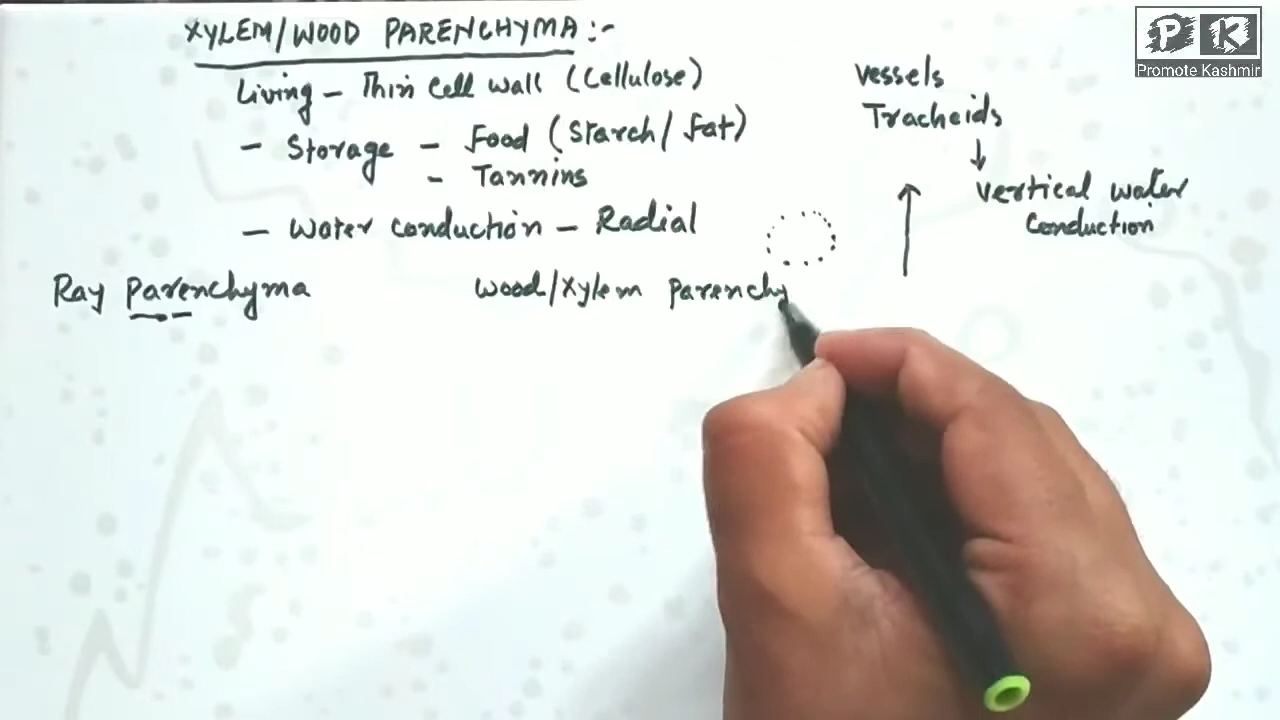 XYLEM/WOOD PARENCHYMA :-
Living - Thin Cell Wall (Cellulose)
- Storage - Food (Starch/Fat)
- Tannins
- Water conduction - Radial
Vessels
Tracheids
↓
Vertical water
Conduction
Ray Parenchyma
Wood/Xylem Parenchy
PK
Promote Kashmir